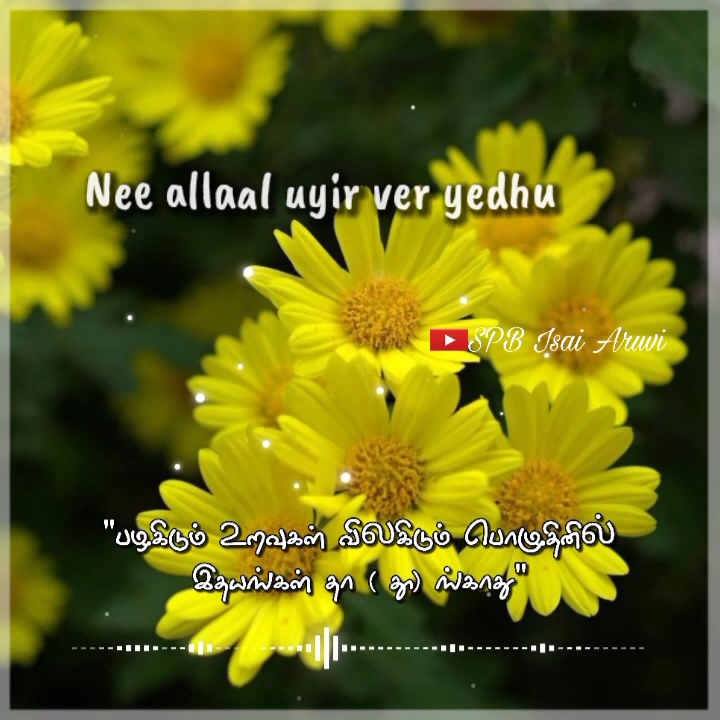 Nee allaal uyir ver yedhu
SPB Isai Aruvi
"பழகிடும் உறவுகள் விலகிடும் பொழுதினில்
இதயங்கள் தா ( தூ) ங்காது"